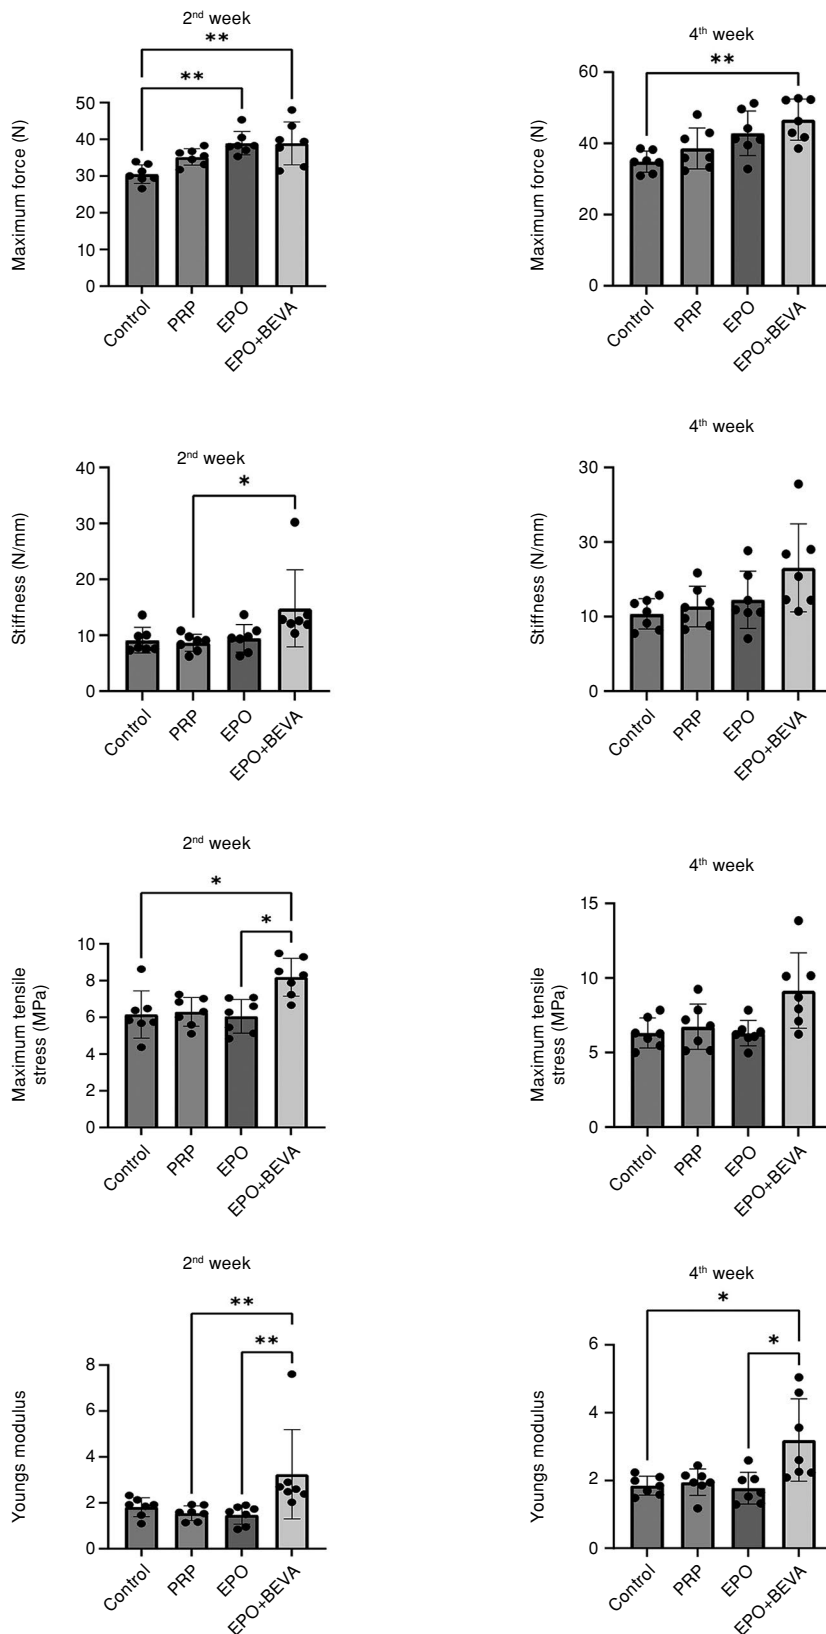 2nd week
**
**
Maximum force (N)
50
40
30
20
10
0
Control
PRP
EPO
EPO+BEVA
4th week
**
Maximum force (N)
60
40
20
0
Control
PRP
EPO
EPO+BEVA
2nd week
*
Stiffness (N/mm)
40
30
20
10
0
Control
PRP
EPO
EPO+BEVA
4th week
Stiffness (N/mm)
30
30
10
0
Control
PRP
EPO
EPO+BEVA
2nd week
*
*
Maximum tensile
stress (MPa)
10
8
6
4
2
0
Control
PRP
EPO
EPO+BEVA
4th week
Maximum tensile
stress (MPa)
15
10
5
0
Control
PRP
EPO
EPO+BEVA
2nd week
**
**
Youngs modulus
8
6
4
2
0
Control
PRP
EPO
EPO+BEVA
4th week
*
*
Youngs modulus
6
4
2
0
Control
PRP
EPO
EPO+BEVA